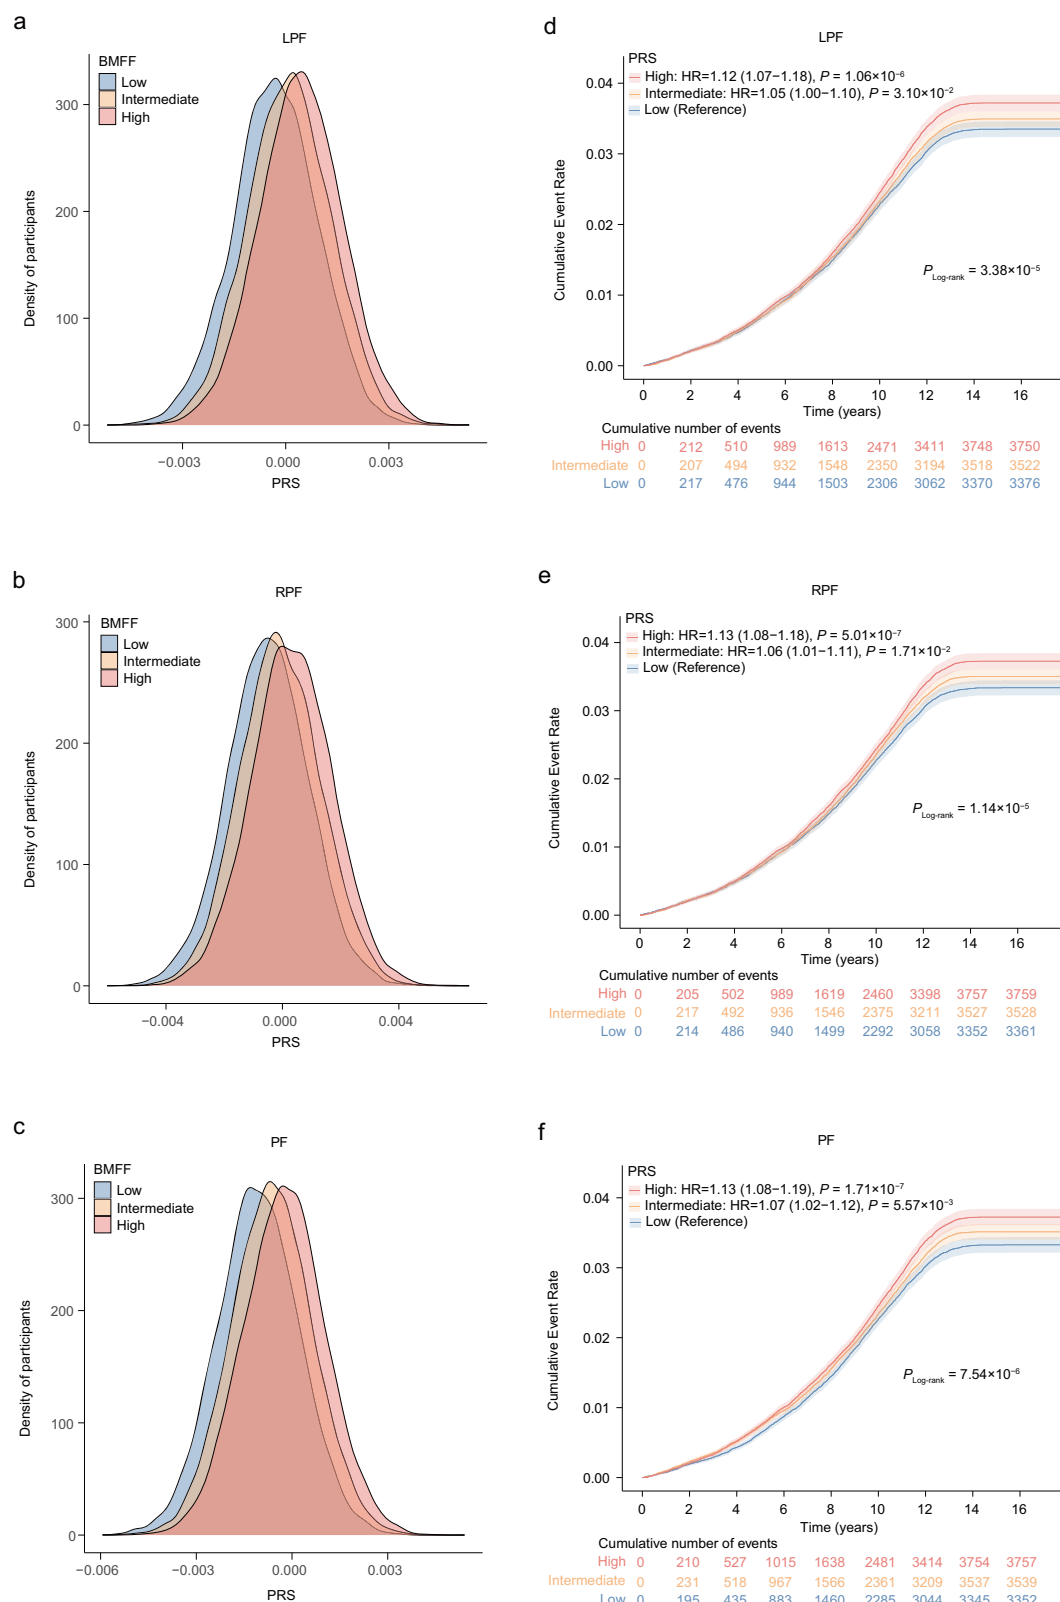 a
LPF
BMFF
Low
Intermediate
High
300
200
100
0
Density of participants
−0.003 0.000 0.003
PRS
d
LPF
PRS
High: HR=1.12 (1.07−1.18), P = 1.06×10⁻⁶
Intermediate: HR=1.05 (1.00−1.10), P = 3.10×10⁻²
Low (Reference)
0.04
0.03
0.02
0.01
0.00
Cumulative Event Rate
P Log-rank = 3.38×10⁻⁵
0 2 4 6 8 10 12 14 16
Time (years)
Cumulative number of events
High 0 212 510 989 1613 2471 3411 3748 3750
Intermediate 0 207 494 932 1548 2350 3194 3518 3522
Low 0 217 476 944 1503 2306 3062 3370 3376
b
RPF
BMFF
Low
Intermediate
High
300
200
100
0
Density of participants
−0.004 0.000 0.004
PRS
e
RPF
PRS
High: HR=1.13 (1.08−1.18), P = 5.01×10⁻⁷
Intermediate: HR=1.06 (1.01−1.11), P = 1.71×10⁻²
Low (Reference)
0.04
0.03
0.02
0.01
0.00
Cumulative Event Rate
P Log-rank = 1.14×10⁻⁵
0 2 4 6 8 10 12 14 16
Time (years)
Cumulative number of events
High 0 205 502 989 1619 2460 3398 3757 3759
Intermediate 0 217 492 936 1546 2375 3211 3527 3528
Low 0 214 486 940 1499 2292 3058 3352 3361
c
PF
BMFF
Low
Intermediate
High
300
200
100
0
Density of participants
−0.006 −0.003 0.000 0.003
PRS
f
PF
PRS
High: HR=1.13 (1.08−1.19), P = 1.71×10⁻⁷
Intermediate: HR=1.07 (1.02−1.12), P = 5.57×10⁻³
Low (Reference)
0.04
0.03
0.02
0.01
0.00
Cumulative Event Rate
P Log-rank = 7.54×10⁻⁶
0 2 4 6 8 10 12 14 16
Time (years)
Cumulative number of events
High 0 210 527 1015 1638 2481 3414 3754 3757
Intermediate 0 231 518 967 1566 2361 3209 3537 3539
Low 0 195 435 883 1460 2285 3044 3345 3352